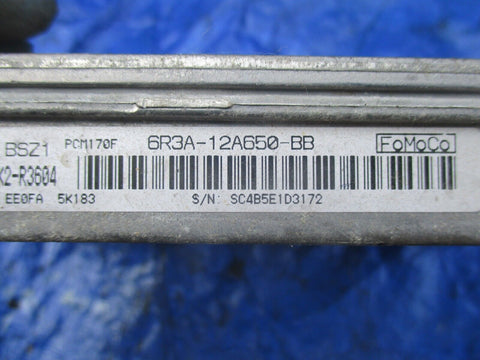 BSZ1 PCM170F 6R3A-12A650-BB FoMoCo
K2-R3604
EE0FA 5K183 S/N: SC4B5E1D3172